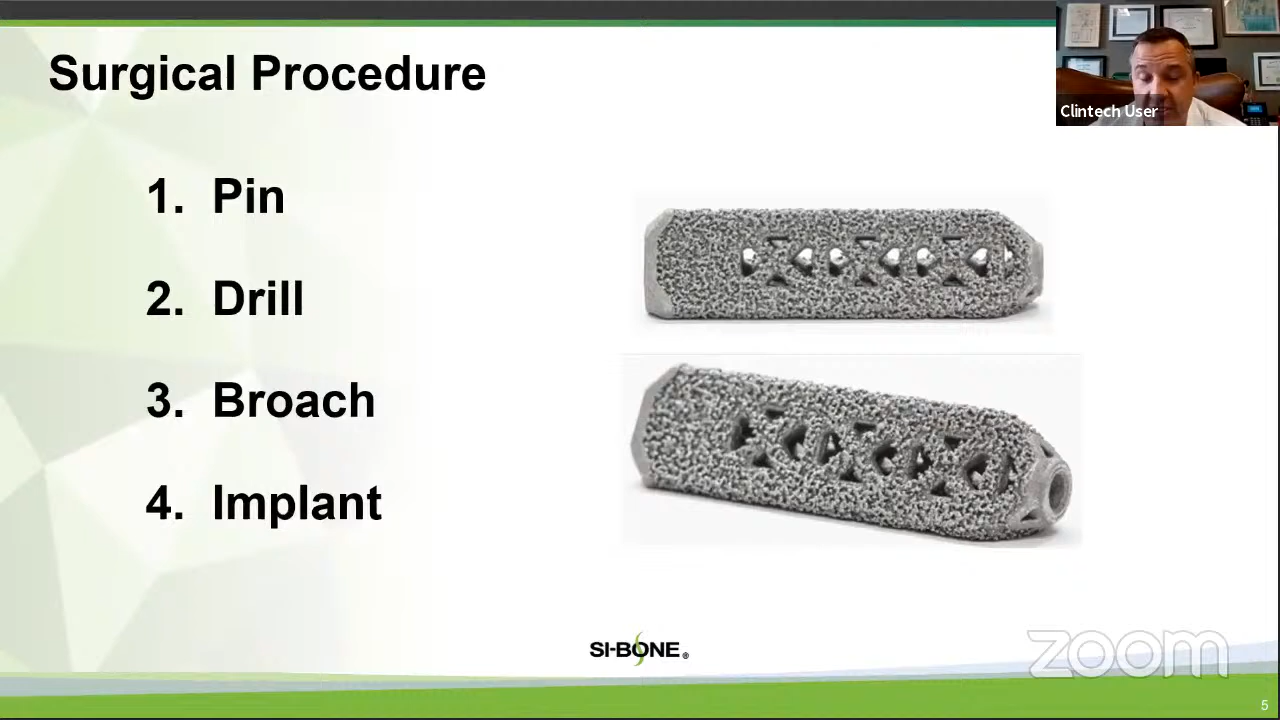 Surgical Procedure
Clintech User
1. Pin
2. Drill
3. Broach
4. Implant
SI-BONE®
zoom
5